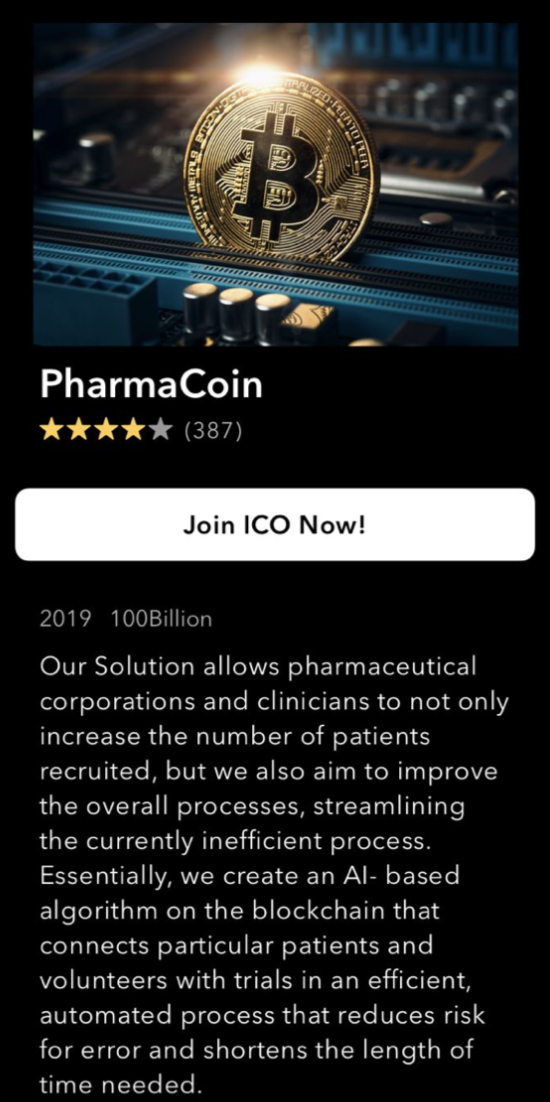 PharmaCoin
(387)
Join ICO Now!
2019 100Billion
Our Solution allows pharmaceutical
corporations and clinicians to not only
increase the number of patients
recruited, but we also aim to improve
the overall processes, streamlining
the currently inefficient process.
Essentially, we create an AI- based
algorithm on the blockchain that
connects particular patients and
volunteers with trials in an efficient,
automated process that reduces risk
for error and shortens the length of
time needed.